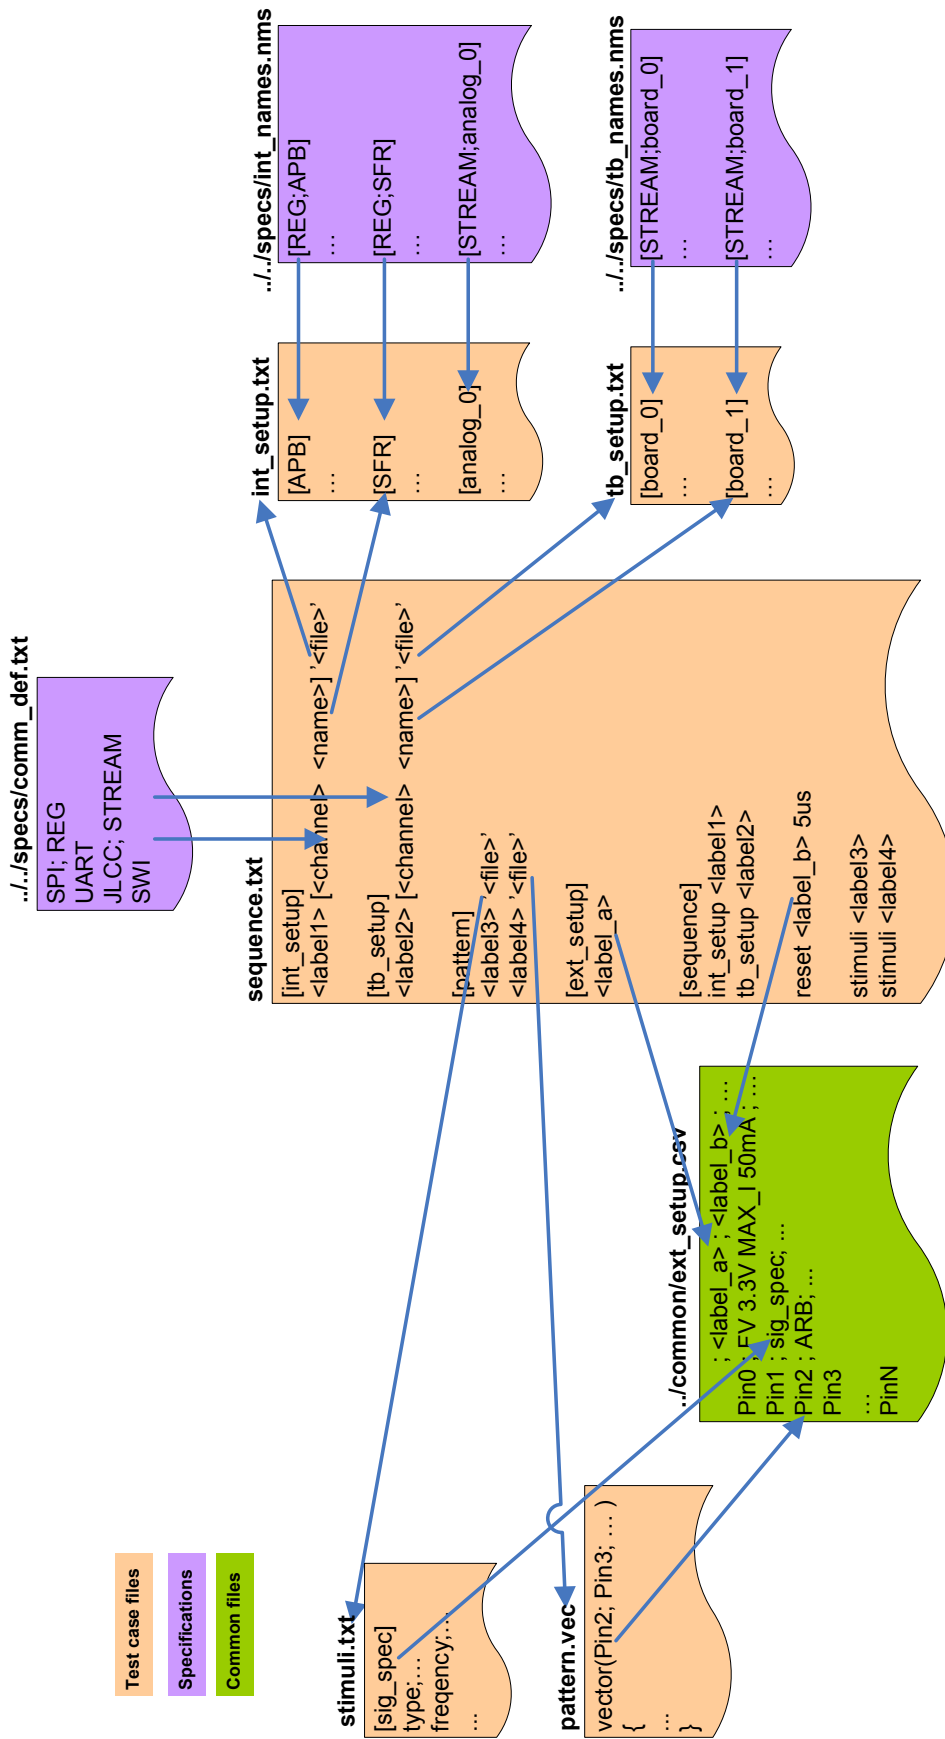 Test case files
Specifications
Common files
stimuli.txt
[sig_spec]
type;…
freqency;…
…
pattern.vec
vector(Pin2; Pin3; … )
{
…
}
../common/ext_setup.csv
; <label_a> ; <label_b> ; …
Pin0 ; FV 3.3V MAX_I 50mA ; …
Pin1 ; sig_spec; ...
Pin2 ; ARB; ...
Pin3
…
PinN
../../specs/comm_def.txt
SPI; REG
UART
JLCC; STREAM
SWI
sequence.txt
[int_setup]
<label1> [<channel> <name>] '<file>'
[tb_setup]
<label2> [<channel> <name>] '<file>'
[pattern]
<label3> '<file>'
<label4> '<file>'
[ext_setup]
<label_a>
[sequence]
int_setup <label1>
tb_setup <label2>
reset <label_b> 5us
stimuli <label3>
stimuli <label4>
int_setup.txt
[APB]
…
[SFR]
…
[analog_0]
…
tb_setup.txt
[board_0]
…
[board_1]
…
../../specs/int_names.nms
[REG;APB]
…
[REG;SFR]
…
[STREAM;analog_0]
…
../../specs/tb_names.nms
[STREAM;board_0]
…
[STREAM;board_1]
…